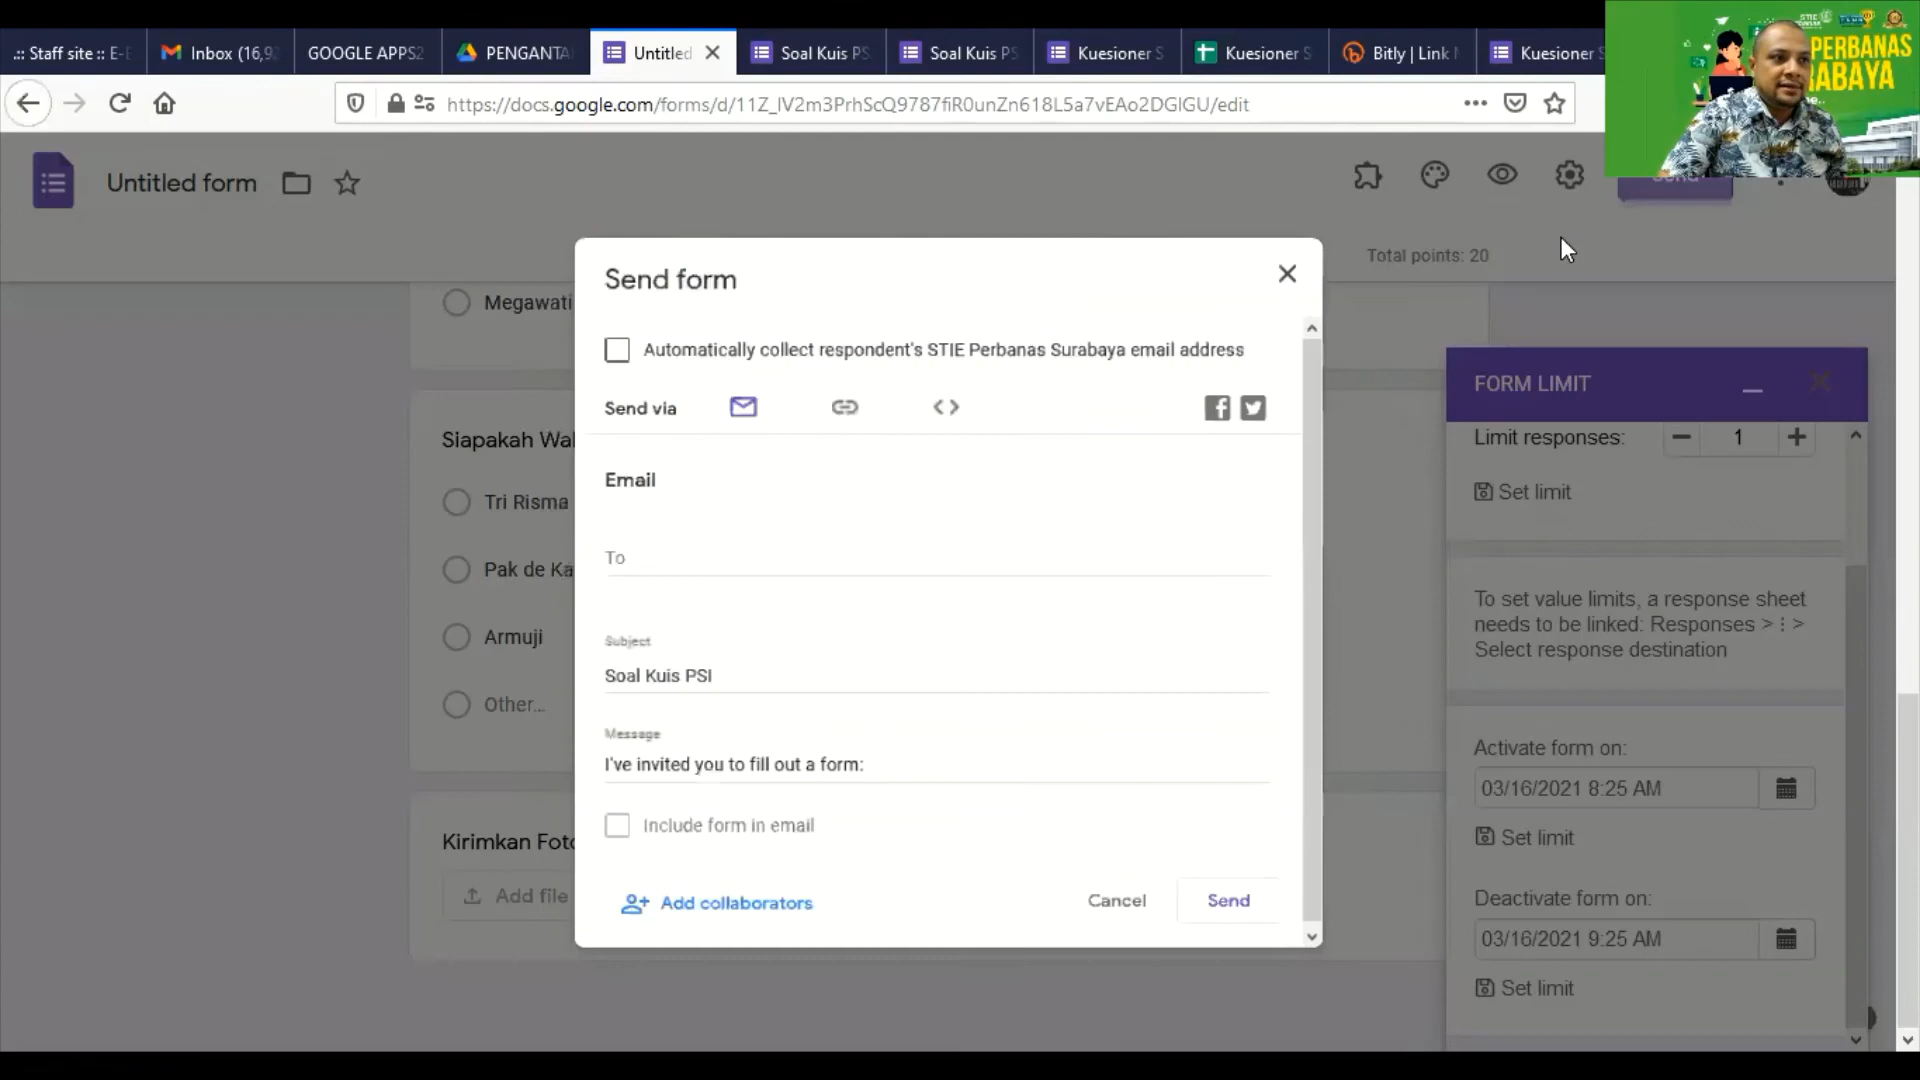 .:: Staff site :: E-
Inbox (16,9
GOOGLE APPS2
PENGANTA
Untitled
Soal Kuis PS
Soal Kuis PS
Kuesioner S
Kuesioner S
Bitly | Link
Kuesioner S
https://docs.google.com/forms/d/11Z_lV2m3PrhScQ9787fiR0unZn618L5a7vEAo2DGlGU/edit
PERBANAS
ABAYA
Untitled form
Send
Total points: 20
Megawati
Siapakah Wal
Tri Risma
Pak de Ka
Armuji
Other...
Kirimkan Foto
Add file
Send form
Automatically collect respondent's STIE Perbanas Surabaya email address
Send via
Email
To
Subject
Soal Kuis PSI
Message
I've invited you to fill out a form:
Include form in email
Add collaborators
Cancel
Send
FORM LIMIT
Limit responses:
1
Set limit
To set value limits, a response sheet
needs to be linked: Responses > ⋮ >
Select response destination
Activate form on:
03/16/2021 8:25 AM
Set limit
Deactivate form on:
03/16/2021 9:25 AM
Set limit